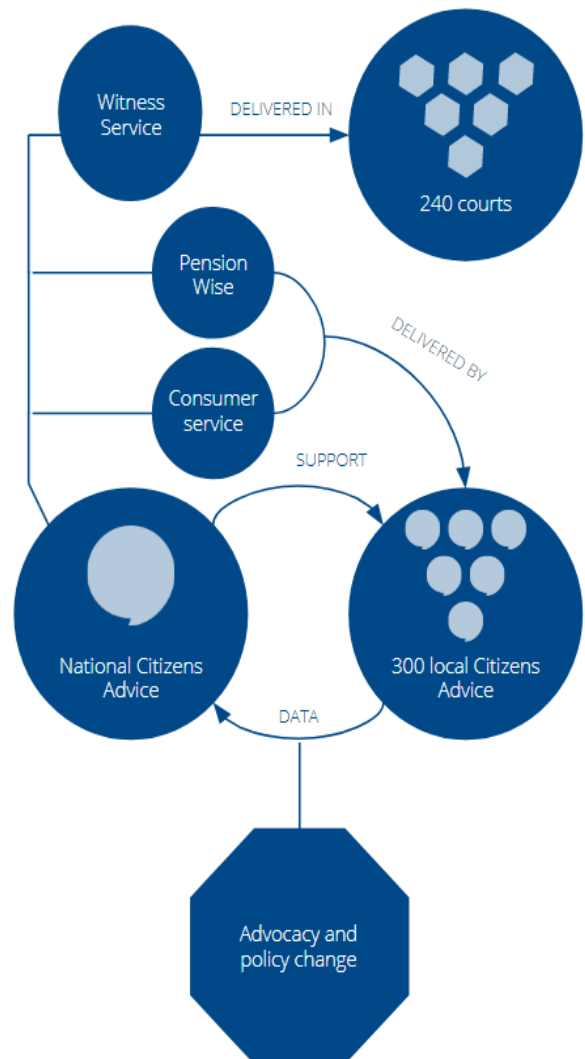 Witness
Service
DELIVERED IN
240 courts
Pension
Wise
DELIVERED BY
Consumer
service
SUPPORT
National Citizens
Advice
300 local Citizens
Advice
DATA
Advocacy and
policy change